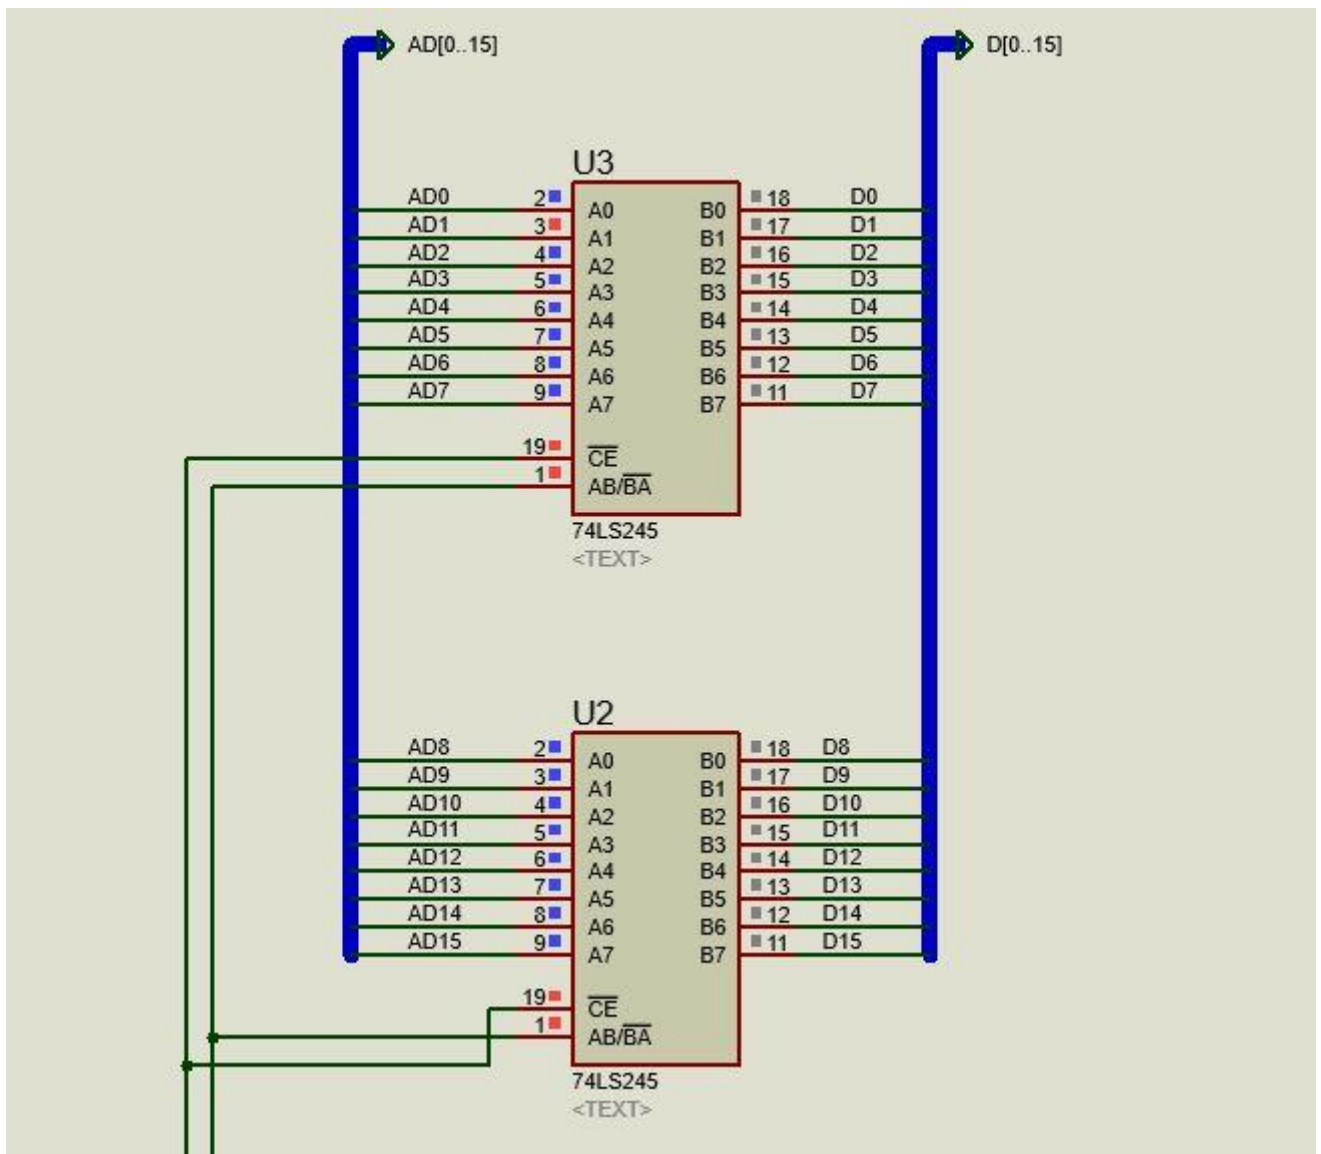 AD[0..15] D[0..15]
U3
AD0 2 A0 B0 18 D0
AD1 3 A1 B1 17 D1
AD2 4 A2 B2 16 D2
AD3 5 A3 B3 15 D3
AD4 6 A4 B4 14 D4
AD5 7 A5 B5 13 D5
AD6 8 A6 B6 12 D6
AD7 9 A7 B7 11 D7
19 CE
1 AB/BA
74LS245
<TEXT>
U2
AD8 2 A0 B0 18 D8
AD9 3 A1 B1 17 D9
AD10 4 A2 B2 16 D10
AD11 5 A3 B3 15 D11
AD12 6 A4 B4 14 D12
AD13 7 A5 B5 13 D13
AD14 8 A6 B6 12 D14
AD15 9 A7 B7 11 D15
19 CE
1 AB/BA
74LS245
<TEXT>